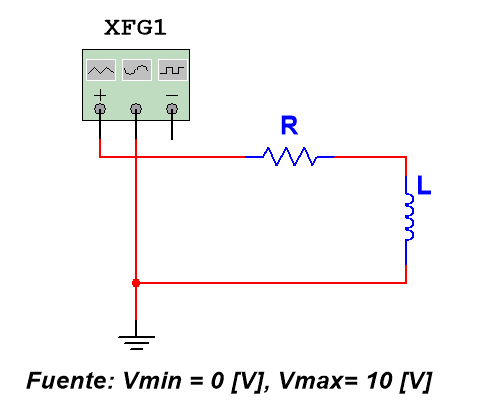 XFG1
+
−
R
L
Fuente: Vmin = 0 [V], Vmax= 10 [V]